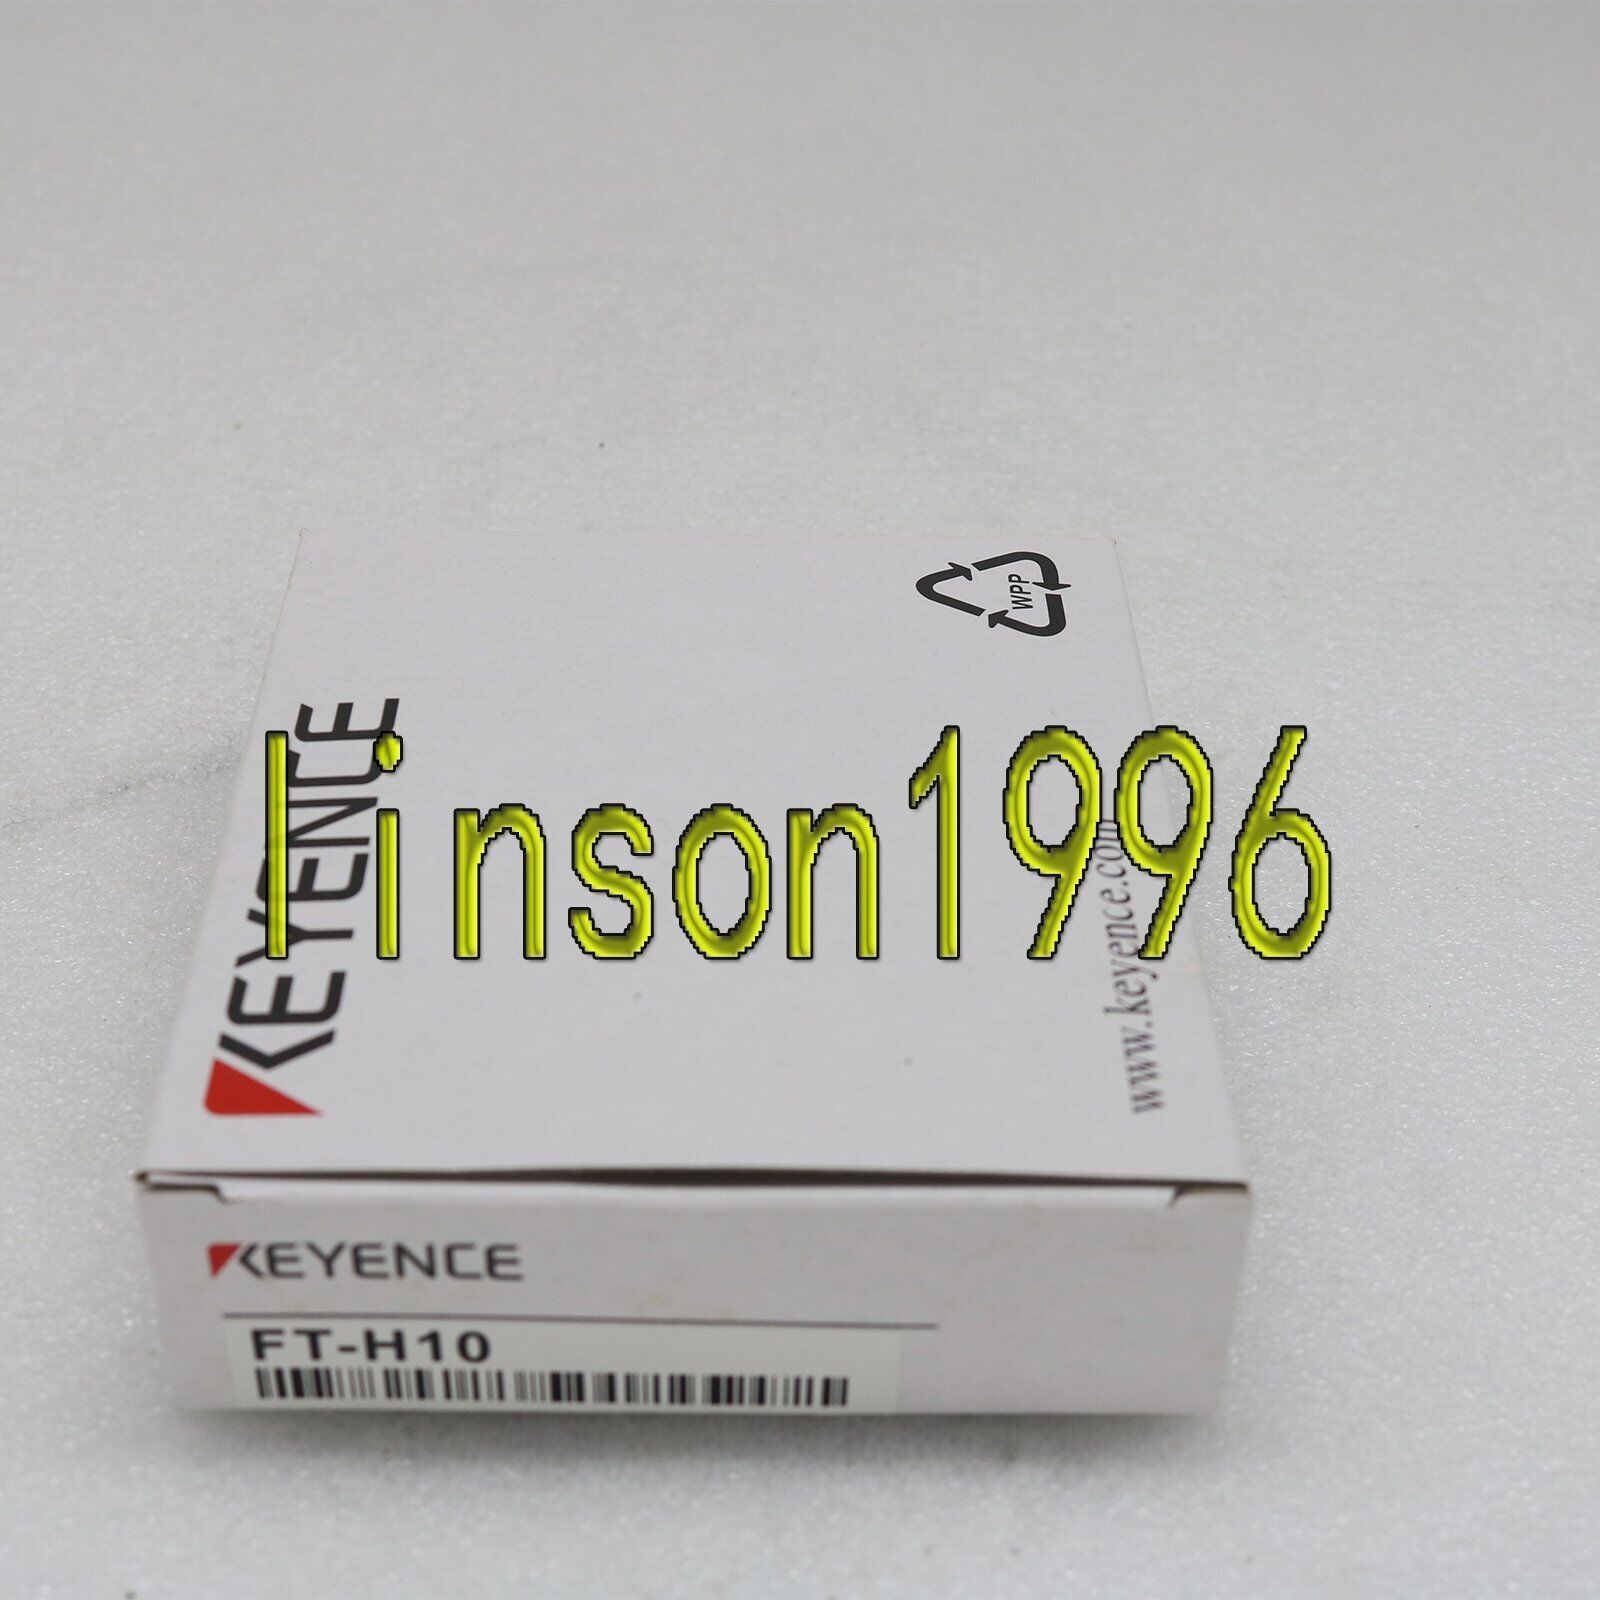 WPP
KEYENCE
linson1996
www.keyence.com
KEYENCE
FT-H10